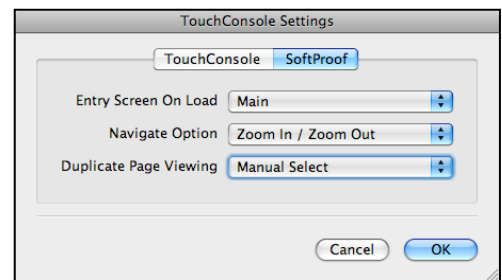 TouchConsole Settings
TouchConsole SoftProof
Entry Screen On Load Main
Navigate Option Zoom In / Zoom Out
Duplicate Page Viewing Manual Select
Cancel OK